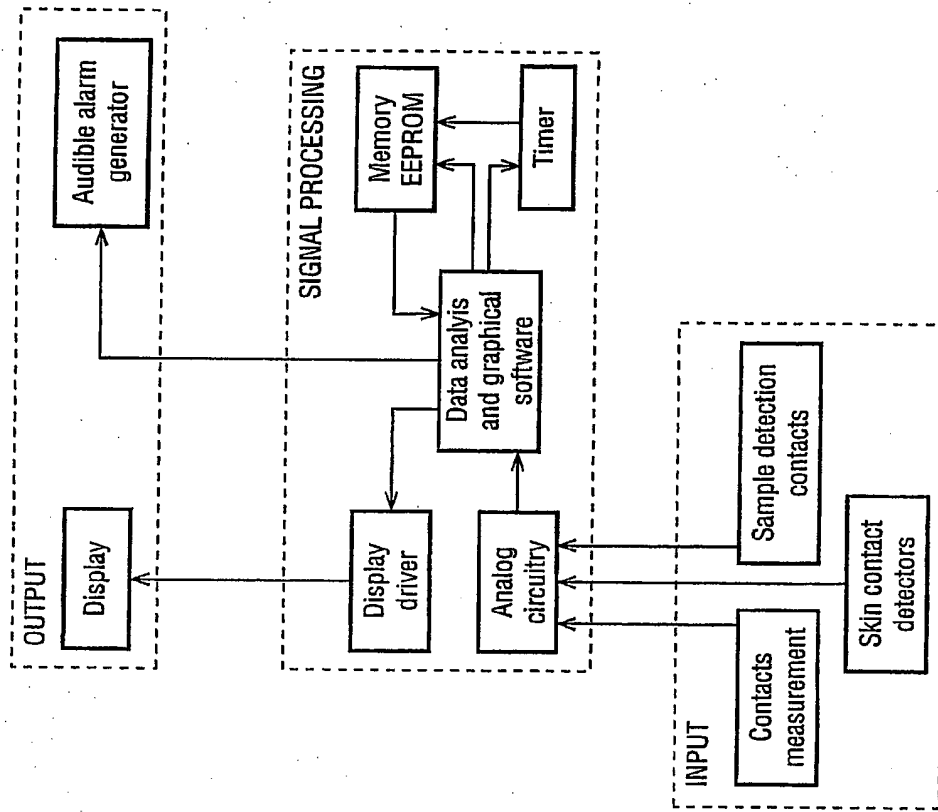 OUTPUT
Display
Audible alarm
generator
SIGNAL PROCESSING
Display
driver
Memory
EEPROM
Analog
circuitry
Data analyis
and graphical
software
Timer
INPUT
Contacts
measurement
Sample detection
contacts
Skin contact
detectors